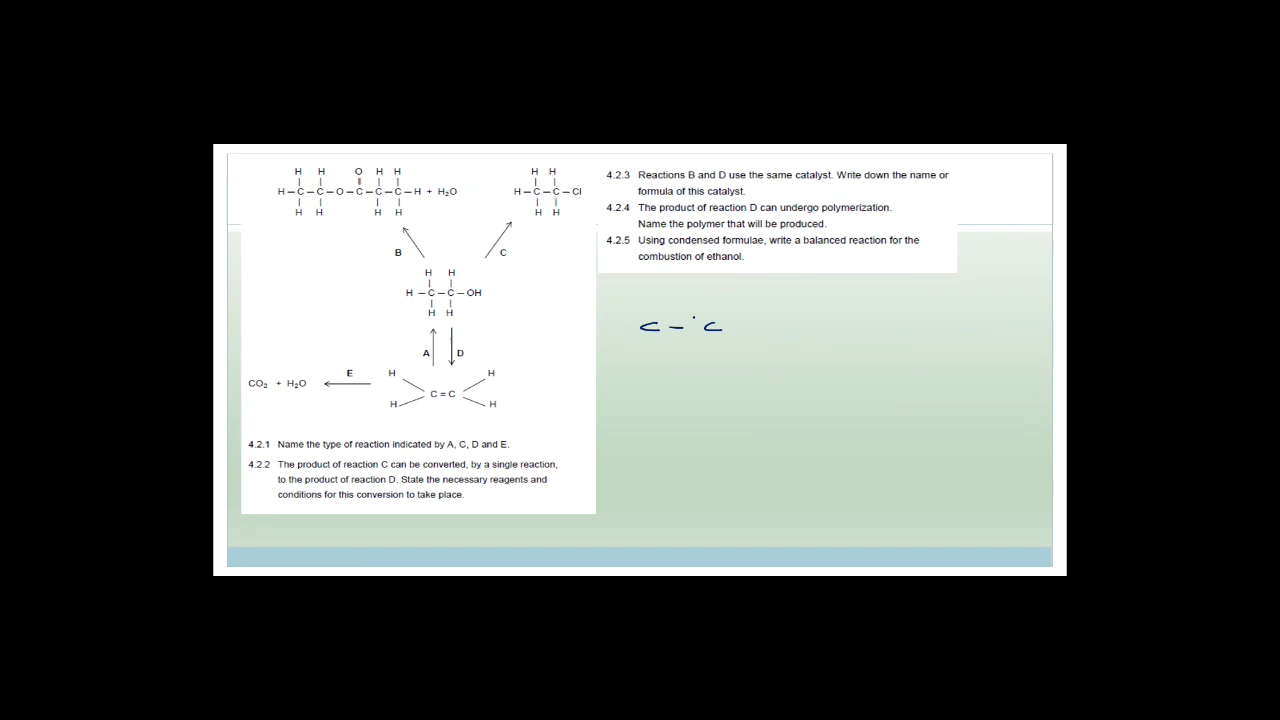 H H O H H H H
H – C – C – O – C – C – C – H + H₂O H – C – C – Cl
H H H H H H
B C
H H
H – C – C – OH
H H
A D
E H H
CO₂ + H₂O C = C
H H
4.2.1 Name the type of reaction indicated by A, C, D and E.
4.2.2 The product of reaction C can be converted, by a single reaction,
to the product of reaction D. State the necessary reagents and
conditions for this conversion to take place.
4.2.3 Reactions B and D use the same catalyst. Write down the name or
formula of this catalyst.
4.2.4 The product of reaction D can undergo polymerization.
Name the polymer that will be produced.
4.2.5 Using condensed formulae, write a balanced reaction for the
combustion of ethanol.
C – C